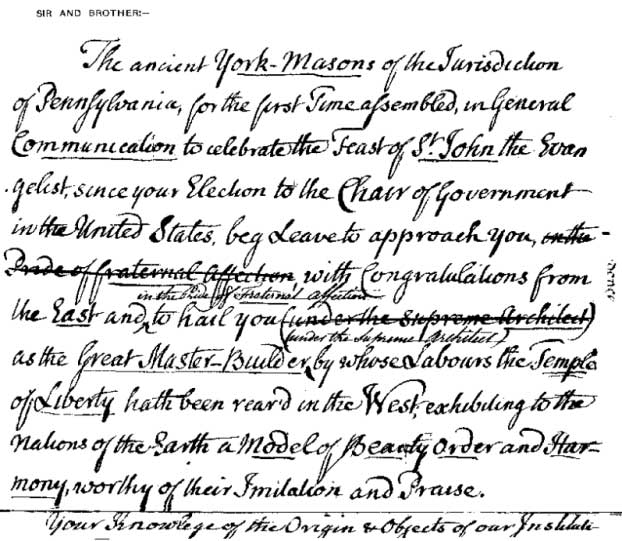 SIR AND BROTHER:—
The ancient York-Masons of the Jurisdiction
of Pennsylvania, for the first Time assembled, in General
Communication to celebrate the Feast of St John the Evan
gelist, since your Election to the Chair of Government
in the United States, beg Leave to approach you, in the
Pride of fraternal Affection with Congratulations from
in the Pride of Fraternal affection
the East and, to hail you (under the Supreme Architect)
(under the Supreme Architect)
as the Great Master-Builder, by whose Labours the Temple
of Liberty hath been rear'd in the West, exhibiting to the
Nations of the Earth a Model of Beauty Order and Har-
mony, worthy of their Imitation and Praise.
Your Knowlege of the Origin & Objects of our Institut